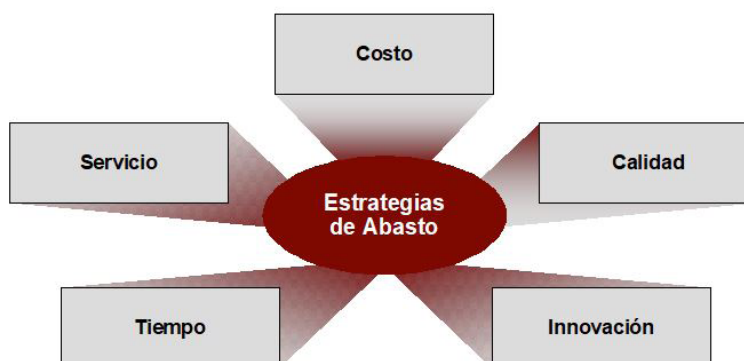 Costo
Servicio
Calidad
Estrategias
de Abasto
Tiempo
Innovación